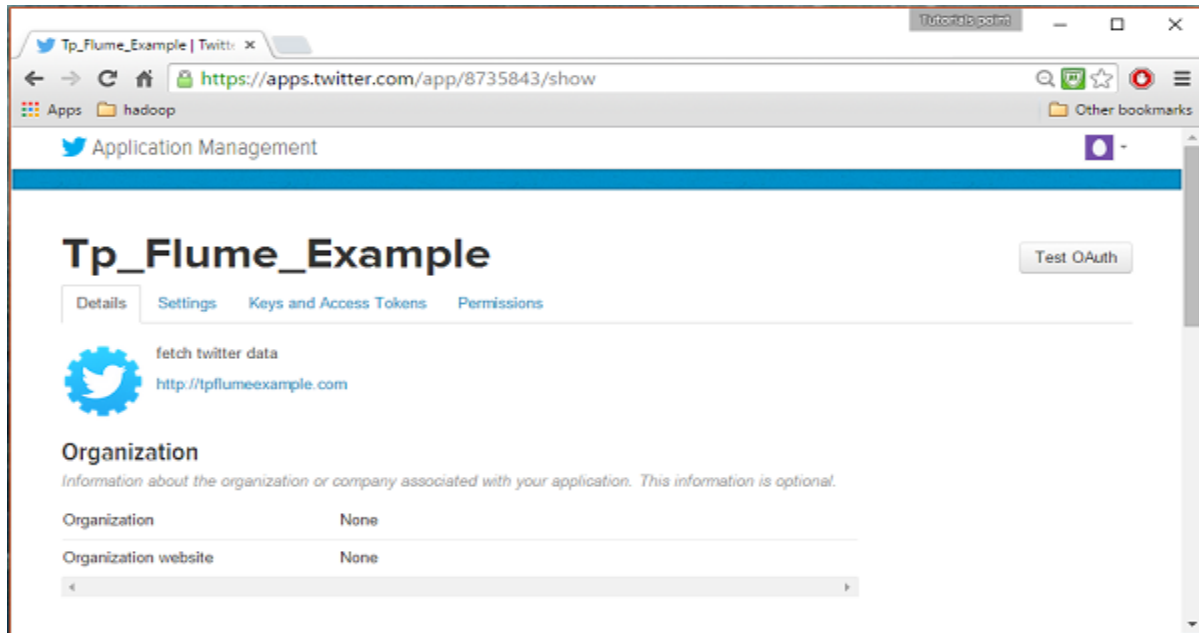 Tutorials point
Tp_Flume_Example | Twitt
https://apps.twitter.com/app/8735843/show
Apps hadoop Other bookmarks
Application Management
Tp_Flume_Example
Test OAuth
Details Settings Keys and Access Tokens Permissions
fetch twitter data
http://tpflumeexample.com
Organization
Information about the organization or company associated with your application. This information is optional.
Organization None
Organization website None